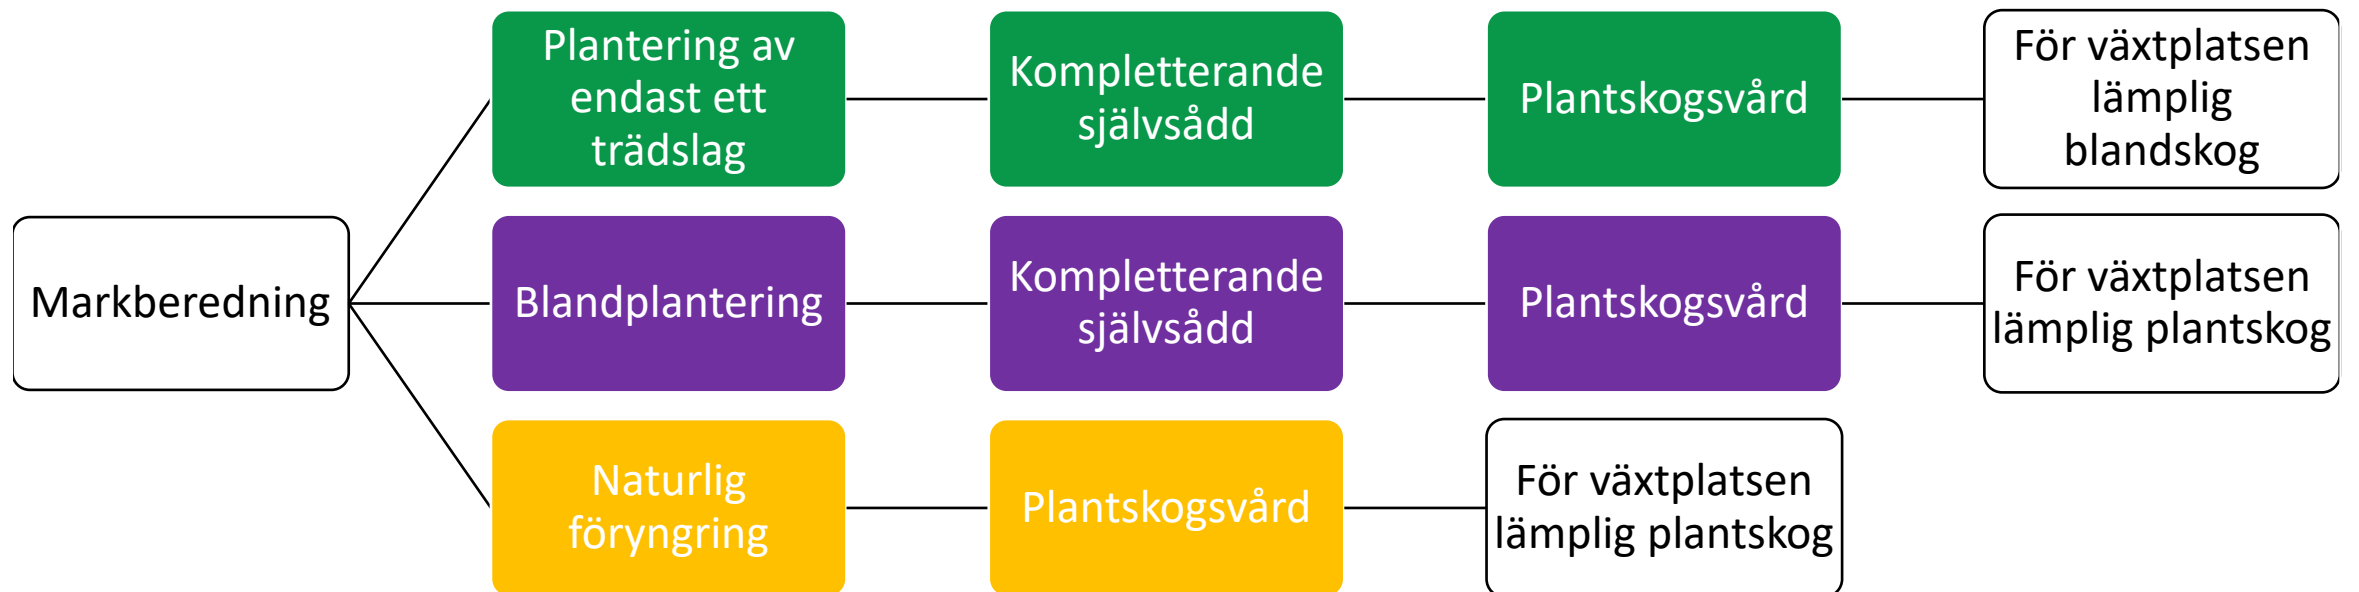 Plantering av
endast ett
trädslag
Kompletterande
självsådd
Plantskogsvård
För växtplatsen
lämplig
blandskog
Markberedning
Blandplantering
Kompletterande
självsådd
Plantskogsvård
För växtplatsen
lämplig plantskog
Naturlig
föryngring
Plantskogsvård
För växtplatsen
lämplig plantskog